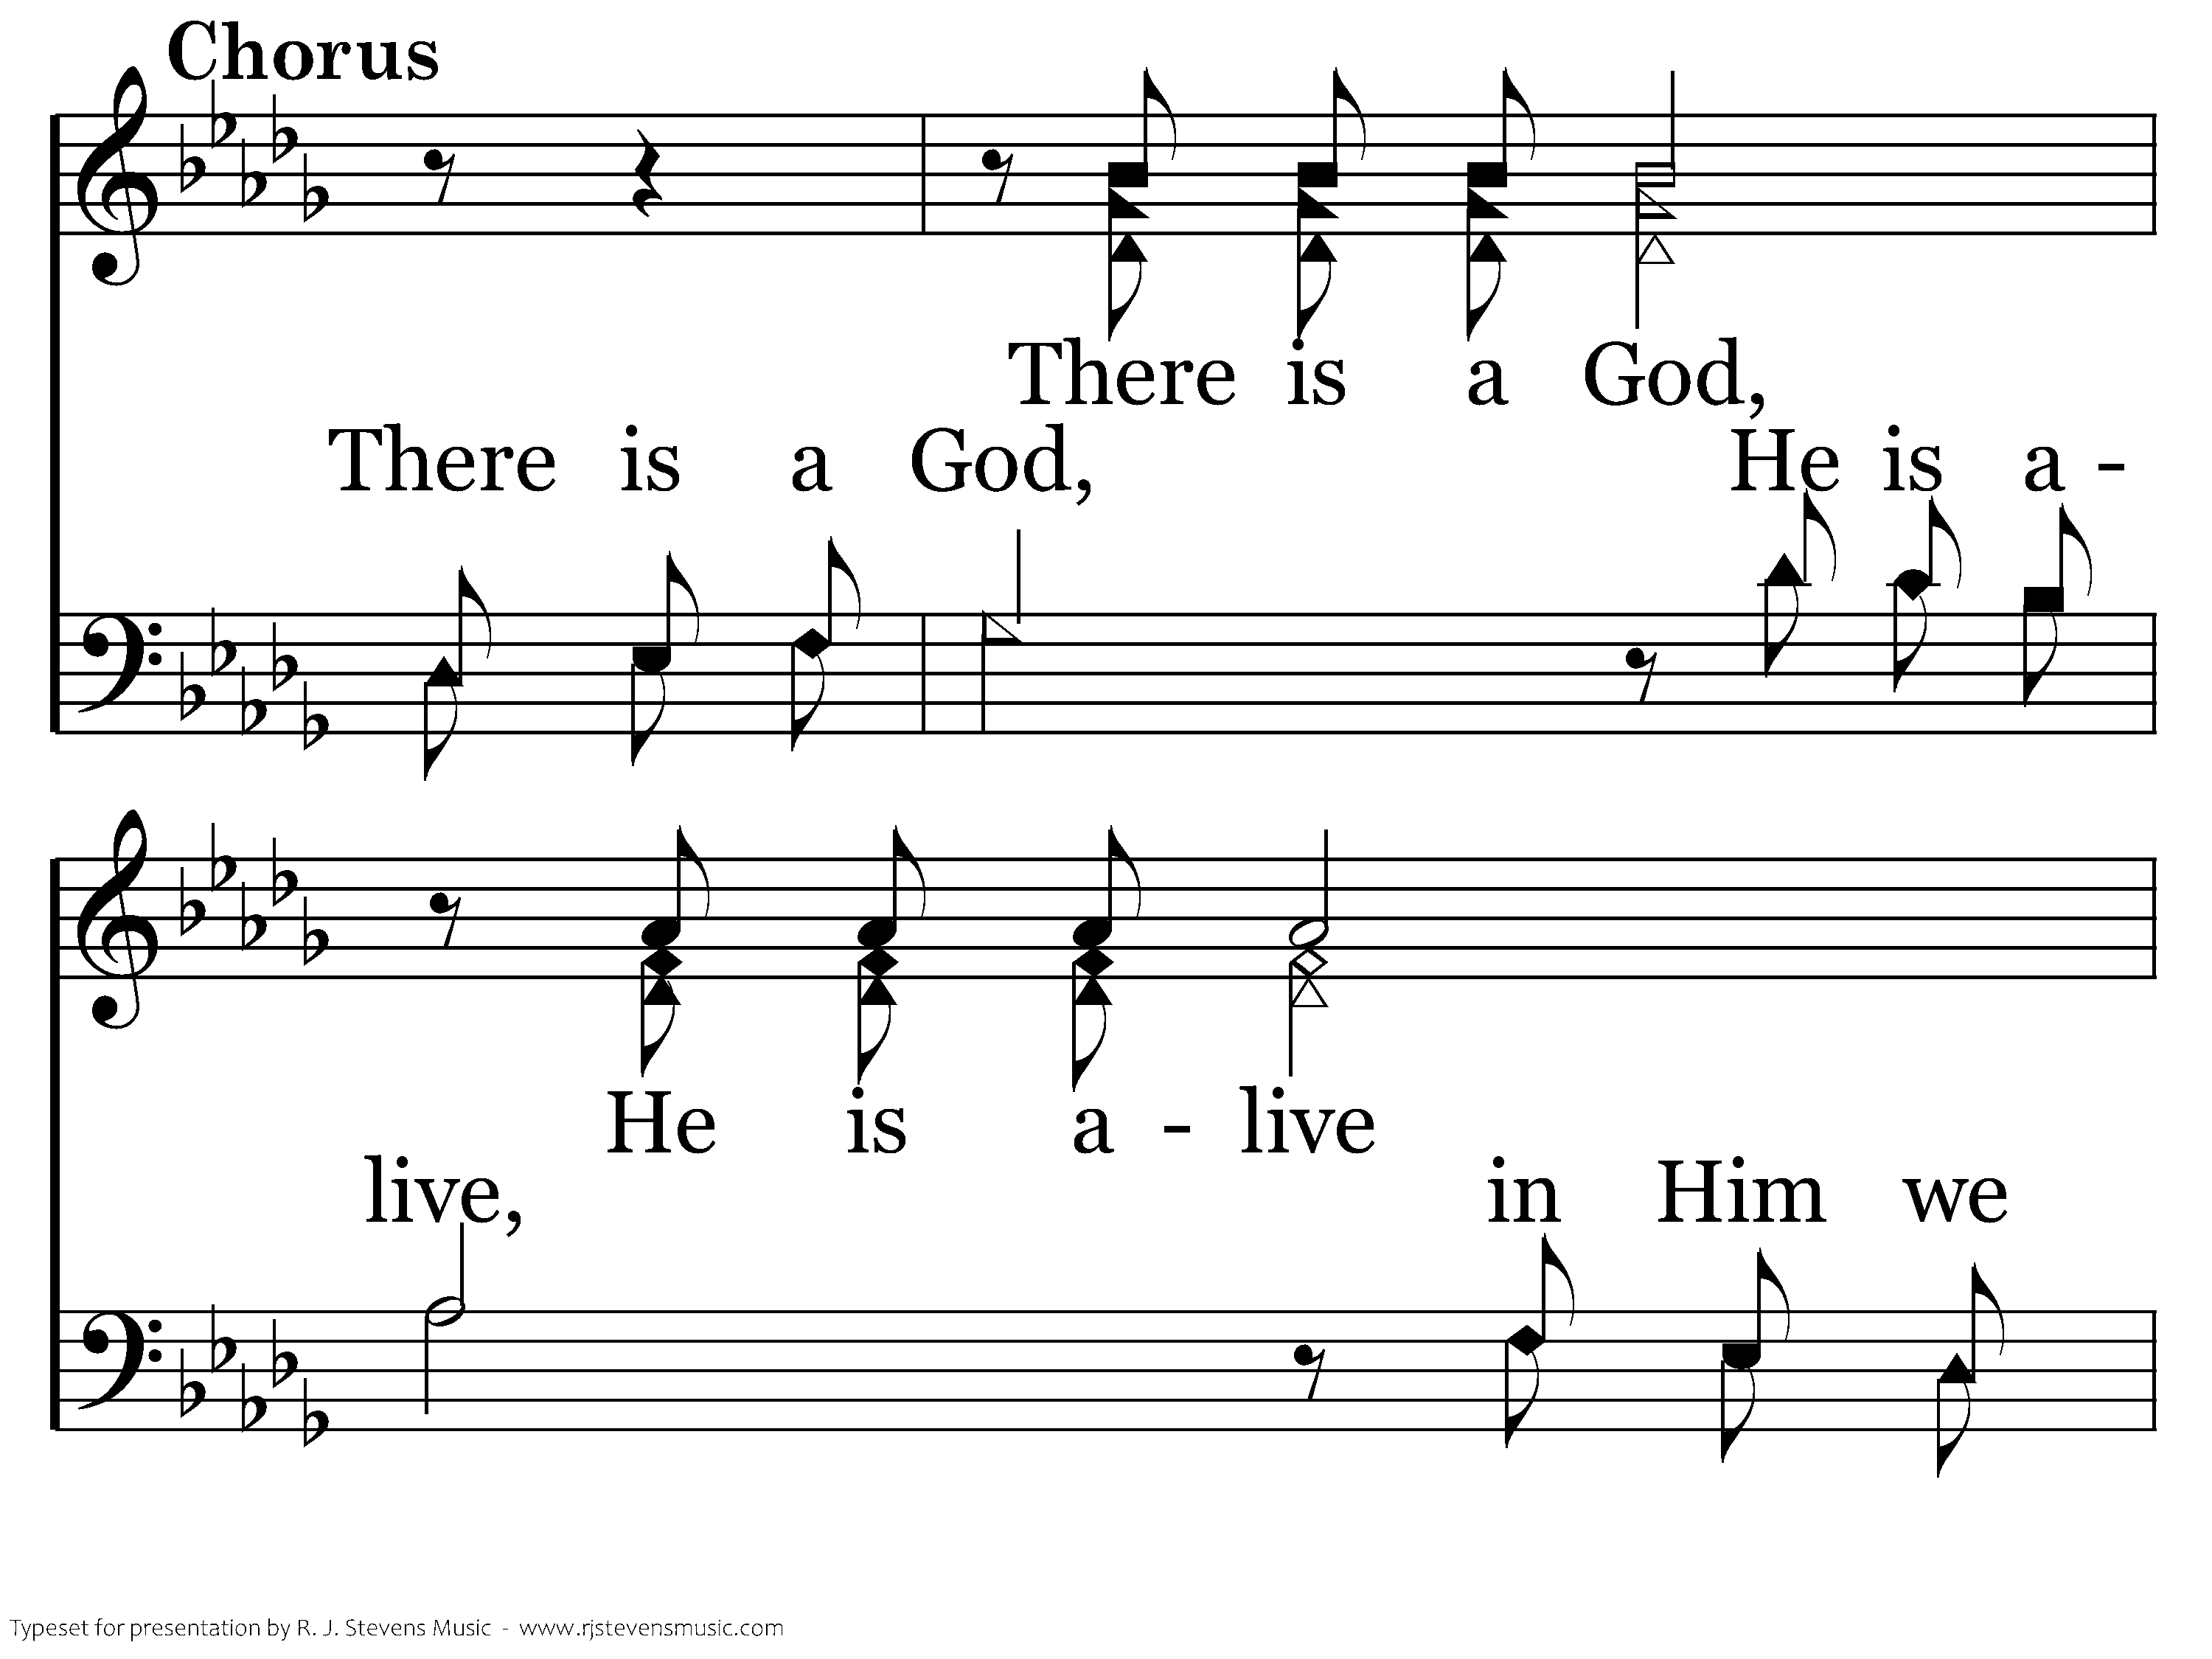 Chorus
There is a God,
There is a God, He is a -
He is a - live
live, in Him we
Typeset for presentation by R. J. Stevens Music - www.rjstevensmusic.com